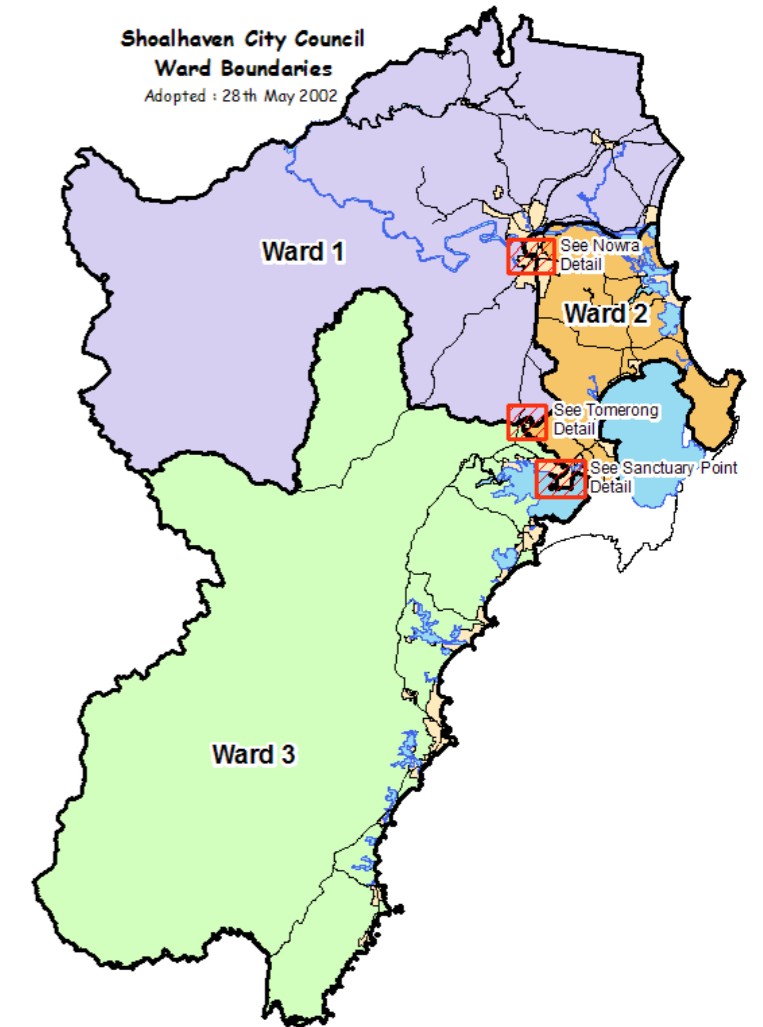 Shoalhaven City Council
Ward Boundaries
Adopted : 28th May 2002
Ward 1
See Nowra
Detail
Ward 2
See Tomerong
Detail
See Sanctuary Point
Detail
Ward 3